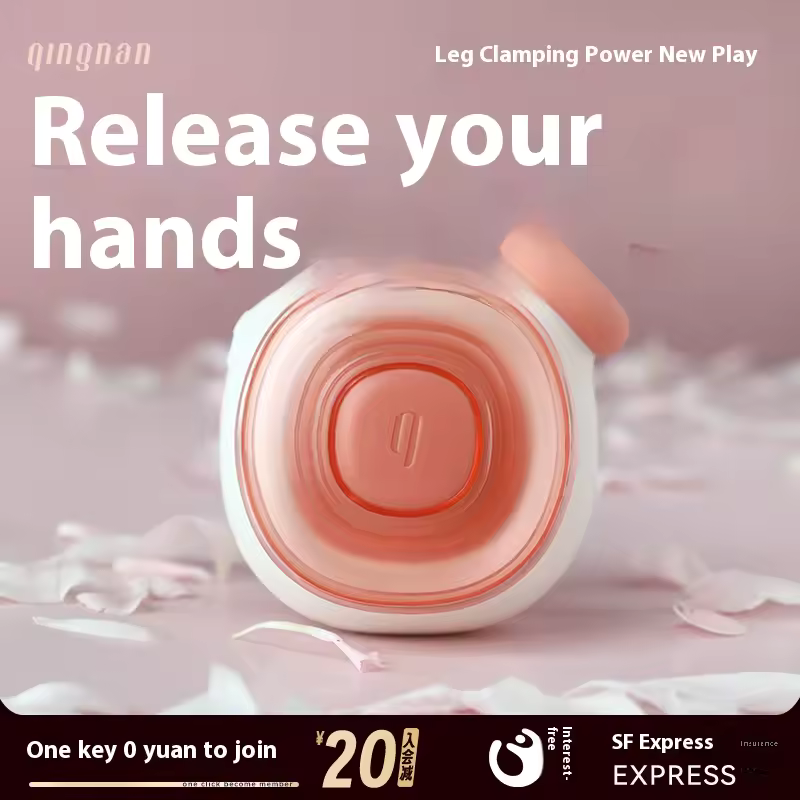 qingnan
Leg Clamping Power New Play
Release your
hands
One key 0 yuan to join
one click become member
¥20
入会减
Interest-
free
SF Express
insurance
EXPRESS